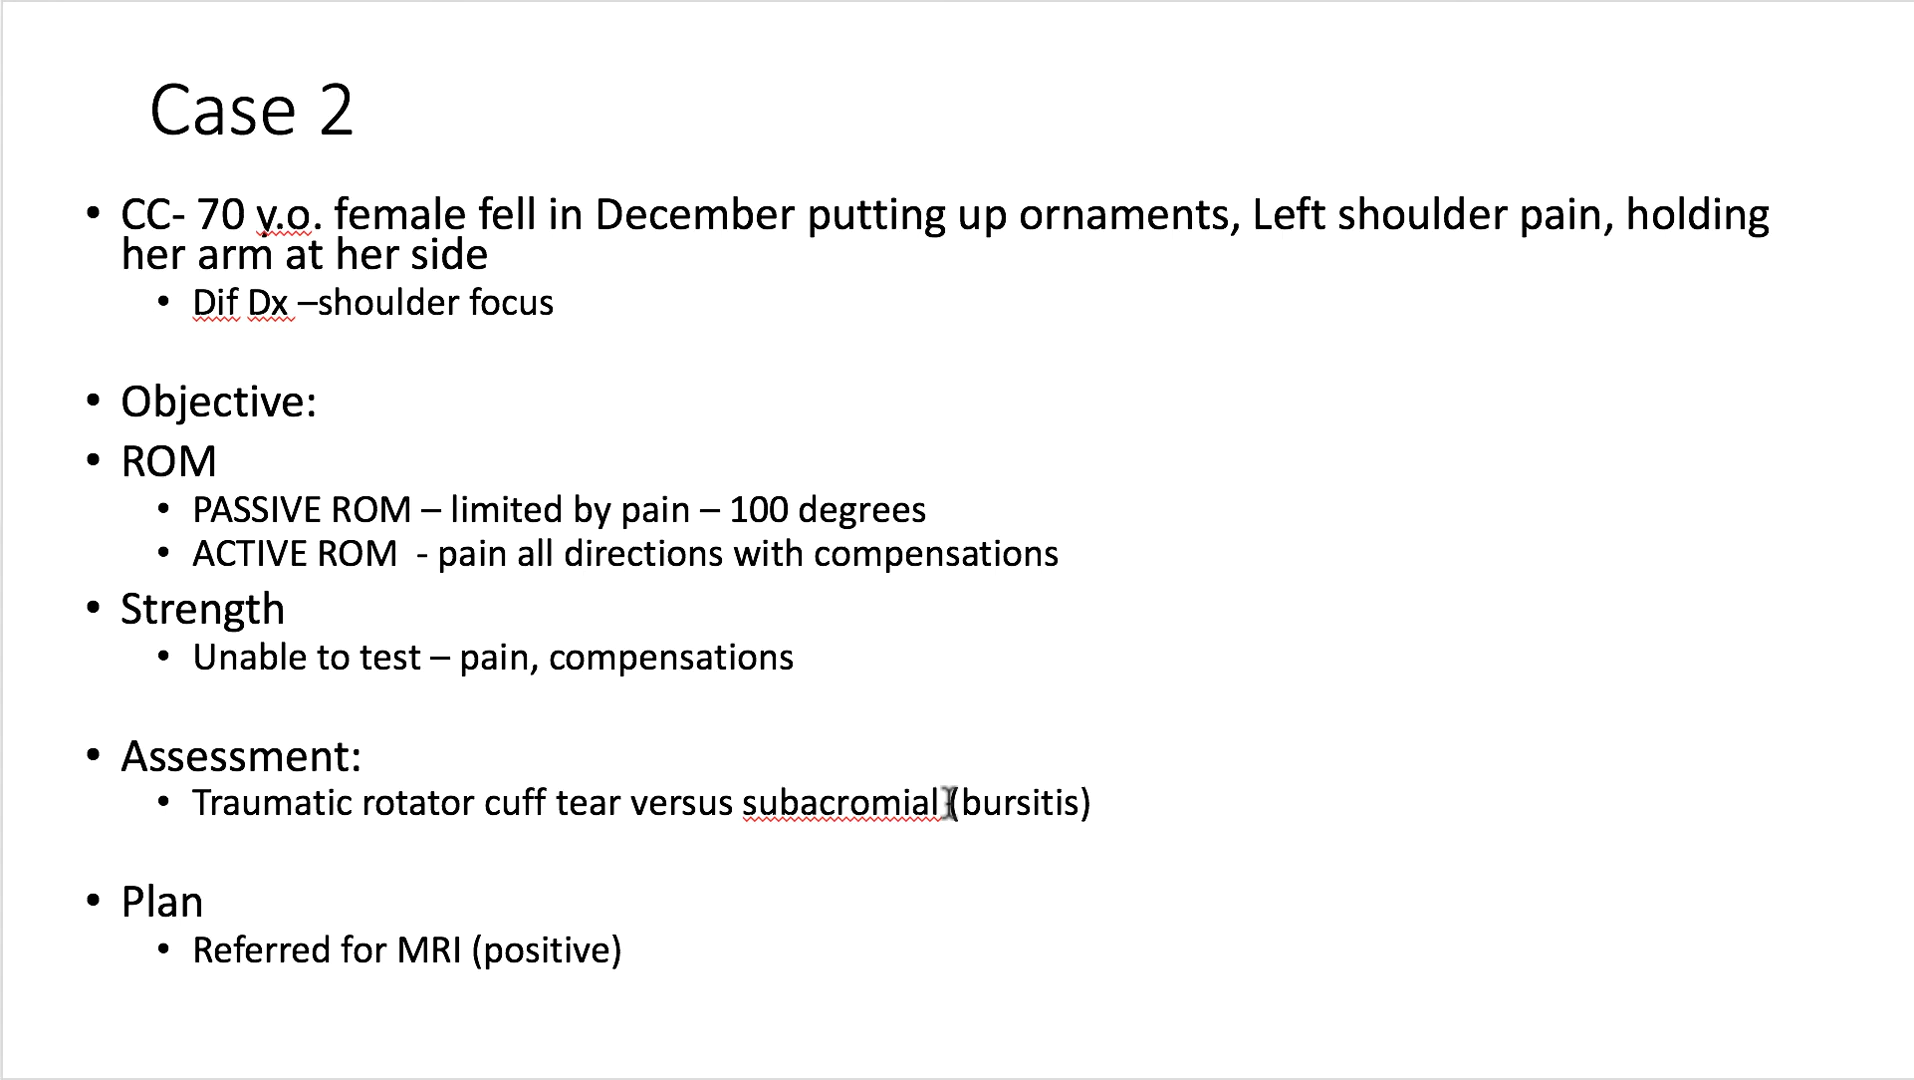 Case 2
• CC- 70 y.o. female fell in December putting up ornaments, Left shoulder pain, holding
her arm at her side
• Dif Dx –shoulder focus
• Objective:
• ROM
• PASSIVE ROM – limited by pain – 100 degrees
• ACTIVE ROM  - pain all directions with compensations
• Strength
• Unable to test – pain, compensations
• Assessment:
• Traumatic rotator cuff tear versus subacromial (bursitis)
• Plan
• Referred for MRI (positive)